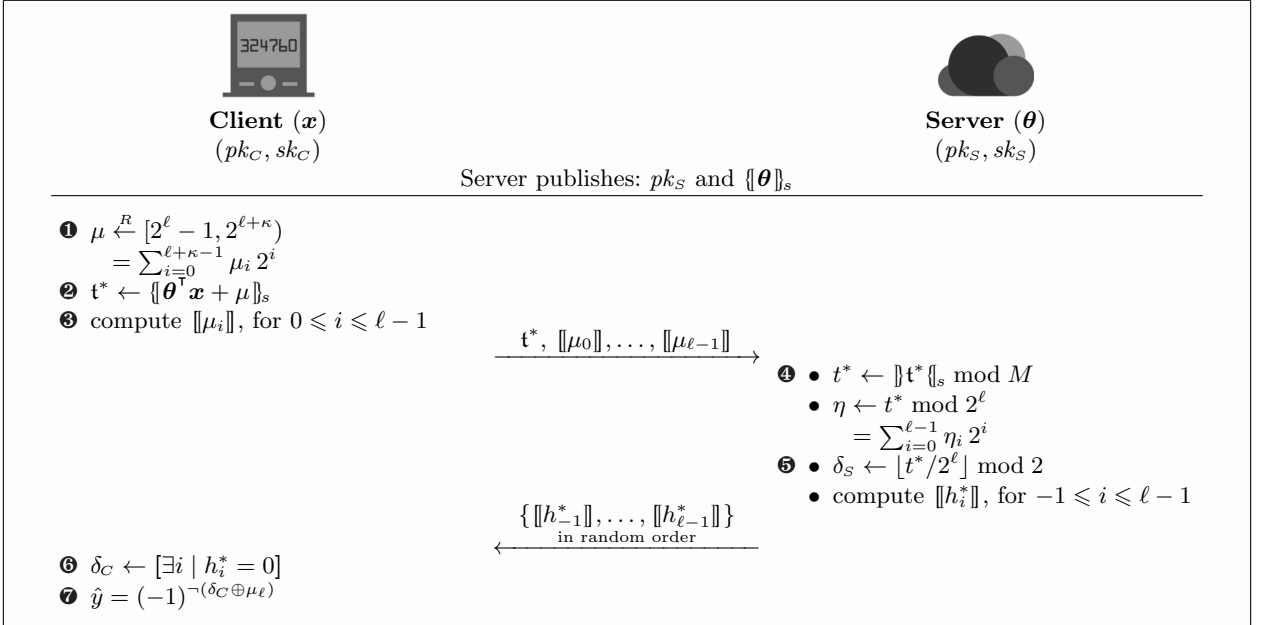 324760
Client (𝒙)
(pk_C, sk_C)
Server (𝜽)
(pk_S, sk_S)
Server publishes: pk_S and {⟦𝜽⟧}_s
❶ μ ←^R [2^ℓ − 1, 2^{ℓ+κ})
= ∑_{i=0}^{ℓ+κ−1} μ_i 2^i
❷ 𝔱* ← {⟦𝜽^⊤𝒙 + μ⟧}_s
❸ compute ⟦μ_i⟧, for 0 ⩽ i ⩽ ℓ − 1
𝔱*, ⟦μ_0⟧, . . . , ⟦μ_{ℓ−1}⟧
❹ • t* ← ⟧}𝔱*{⟦_s mod M
• η ← t* mod 2^ℓ
= ∑_{i=0}^{ℓ−1} η_i 2^i
❺ • δ_S ← ⌊t*/2^ℓ⌋ mod 2
• compute ⟦h*_i⟧, for −1 ⩽ i ⩽ ℓ − 1
{⟦h*_{−1}⟧, . . . , ⟦h*_{ℓ−1}⟧}
in random order
❻ δ_C ← [∃i | h*_i = 0]
❼ ŷ = (−1)^{¬(δ_C⊕μ_ℓ)}